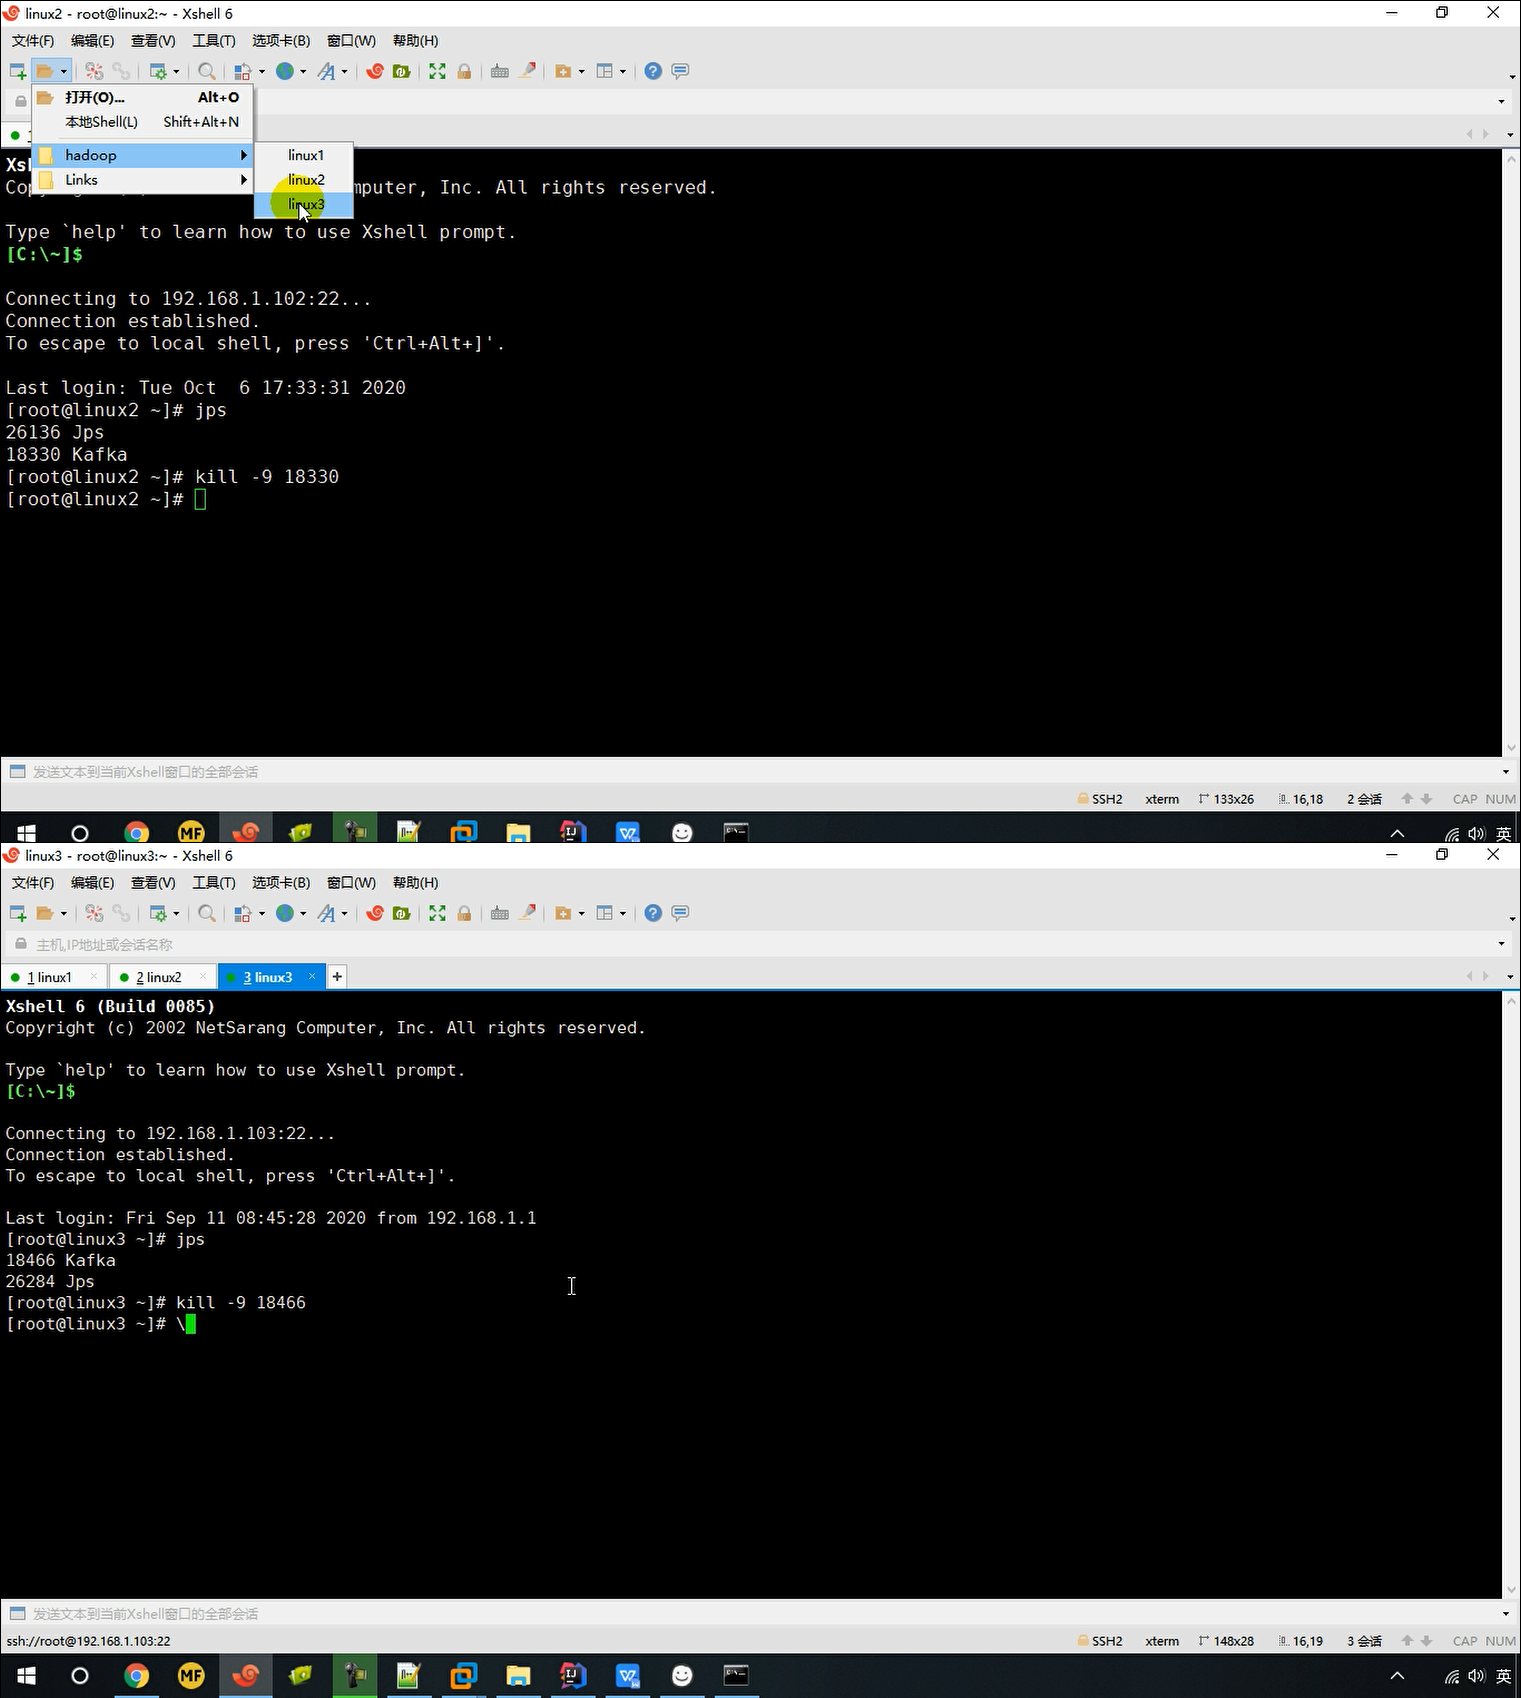 linux2 - root@linux2:~ - Xshell 6
文件(F) 编辑(E) 查看(V) 工具(T) 选项卡(B) 窗口(W) 帮助(H)
打开(O)... Alt+O
本地Shell(L) Shift+Alt+N
hadoop linux1
Links linux2
linux3
1
Xs
Co mputer, Inc. All rights reserved.
Type `help' to learn how to use Xshell prompt.
[C:\~]$
Connecting to 192.168.1.102:22...
Connection established.
To escape to local shell, press 'Ctrl+Alt+]'.
Last login: Tue Oct  6 17:33:31 2020
[root@linux2 ~]# jps
26136 Jps
18330 Kafka
[root@linux2 ~]# kill -9 18330
[root@linux2 ~]#
发送文本到当前Xshell窗口的全部会话
SSH2 xterm 133x26 16,18 2 会话 CAP NUM
MF IJ 英
linux3 - root@linux3:~ - Xshell 6
文件(F) 编辑(E) 查看(V) 工具(T) 选项卡(B) 窗口(W) 帮助(H)
主机,IP地址或会话名称
1 linux1 2 linux2 3 linux3
Xshell 6 (Build 0085)
Copyright (c) 2002 NetSarang Computer, Inc. All rights reserved.
Type `help' to learn how to use Xshell prompt.
[C:\~]$
Connecting to 192.168.1.103:22...
Connection established.
To escape to local shell, press 'Ctrl+Alt+]'.
Last login: Fri Sep 11 08:45:28 2020 from 192.168.1.1
[root@linux3 ~]# jps
18466 Kafka
26284 Jps
[root@linux3 ~]# kill -9 18466
[root@linux3 ~]# \
发送文本到当前Xshell窗口的全部会话
ssh://root@192.168.1.103:22 SSH2 xterm 148x28 16,19 3 会话 CAP NUM
MF IJ 英